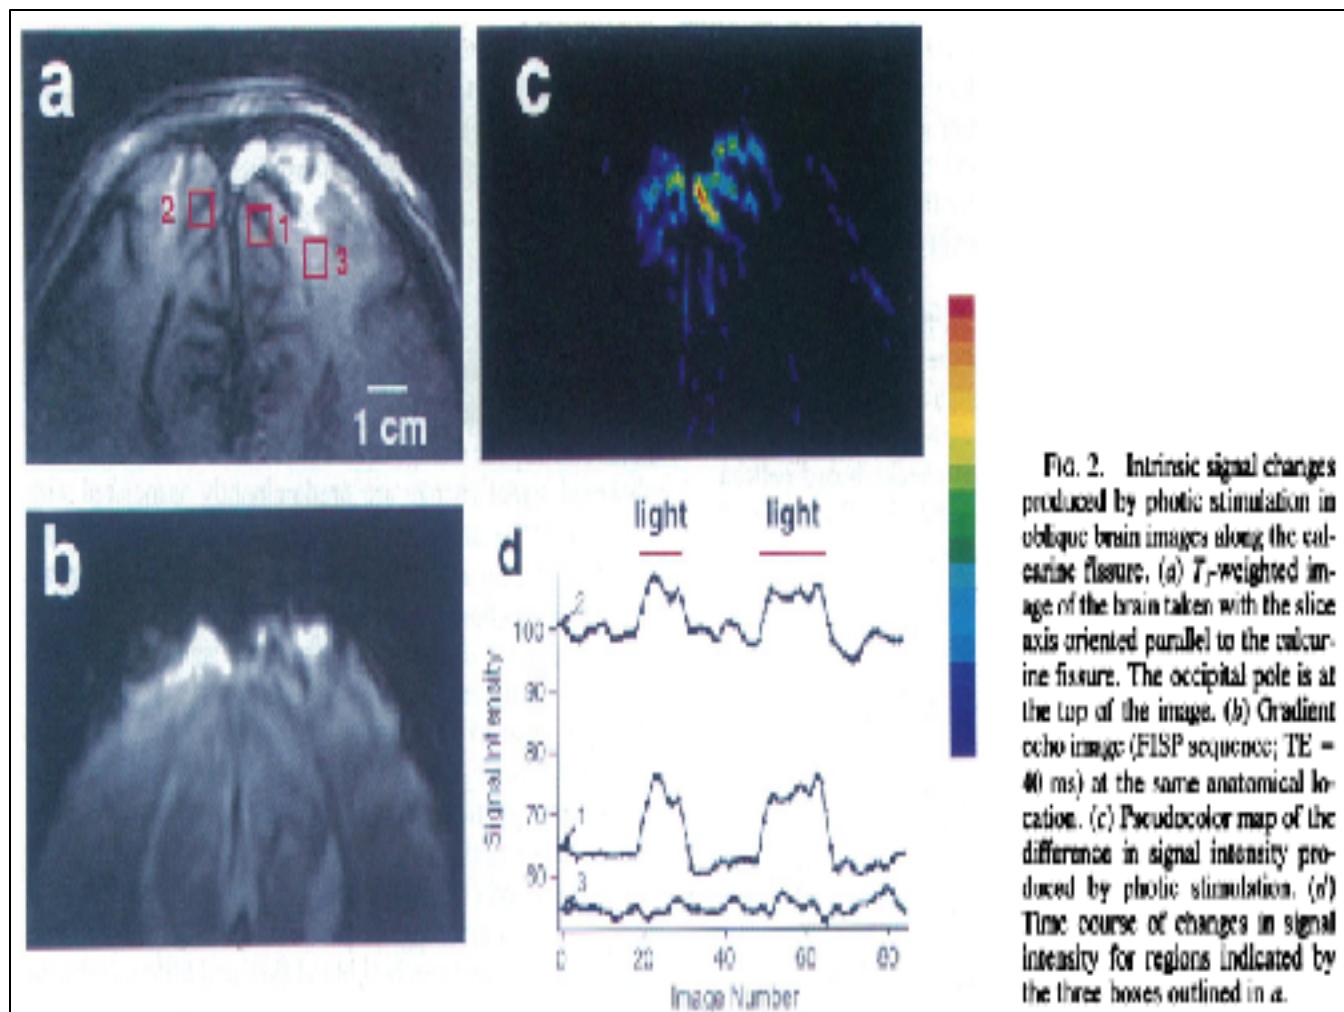 a
2
1
3
1 cm
c
b
d
light light
2
100
90
80
70
1
60
3
0 20 40 60 80
Signal Intensity
Image Number
FIG. 2. Intrinsic signal changes
produced by photic stimulation in
oblique brain images along the cal-
carine fissure. (a) T₁-weighted im-
age of the brain taken with the slice
axis oriented parallel to the calcar-
ine fissure. The occipital pole is at
the top of the image. (b) Gradient
echo image (FISP sequence; TE =
40 ms) at the same anatomical lo-
cation. (c) Pseudocolor map of the
difference in signal intensity pro-
duced by photic stimulation. (d)
Time course of changes in signal
intensity for regions indicated by
the three boxes outlined in a.